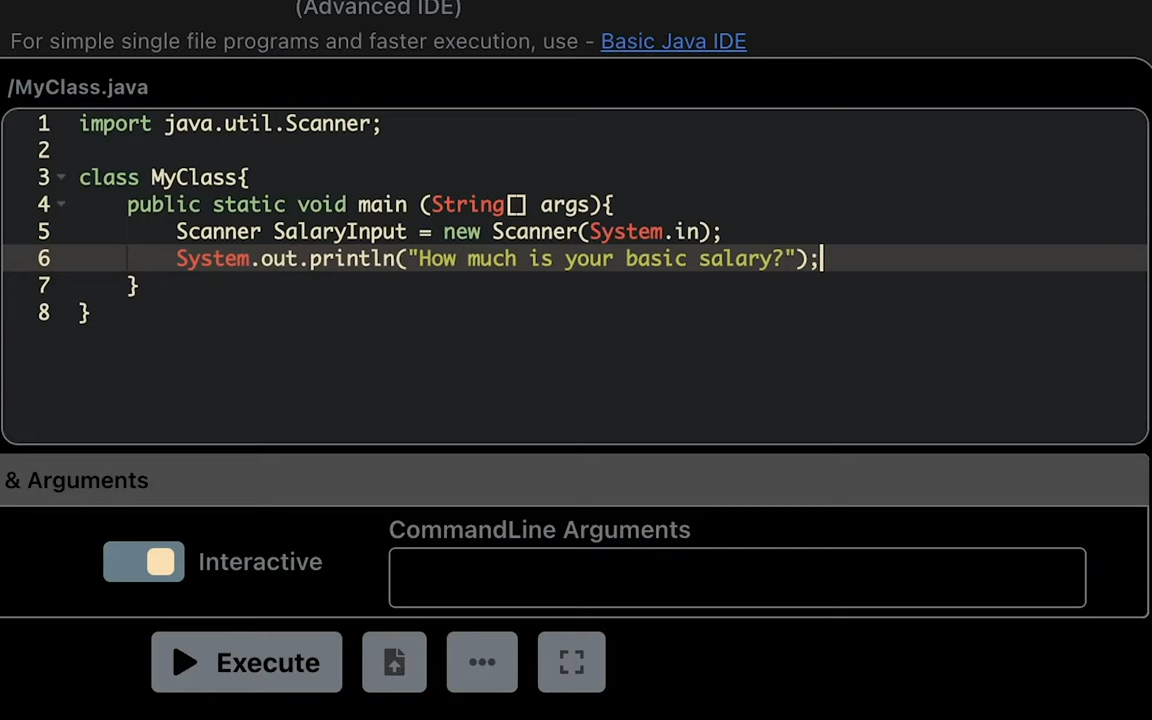 (Advanced IDE)
For simple single file programs and faster execution, use - Basic Java IDE
/MyClass.java
1 import java.util.Scanner;
2
3 class MyClass{
4 public static void main (String[] args){
5 Scanner SalaryInput = new Scanner(System.in);
6 System.out.println("How much is your basic salary?");
7 }
8 }
& Arguments
CommandLine Arguments
Interactive
Execute